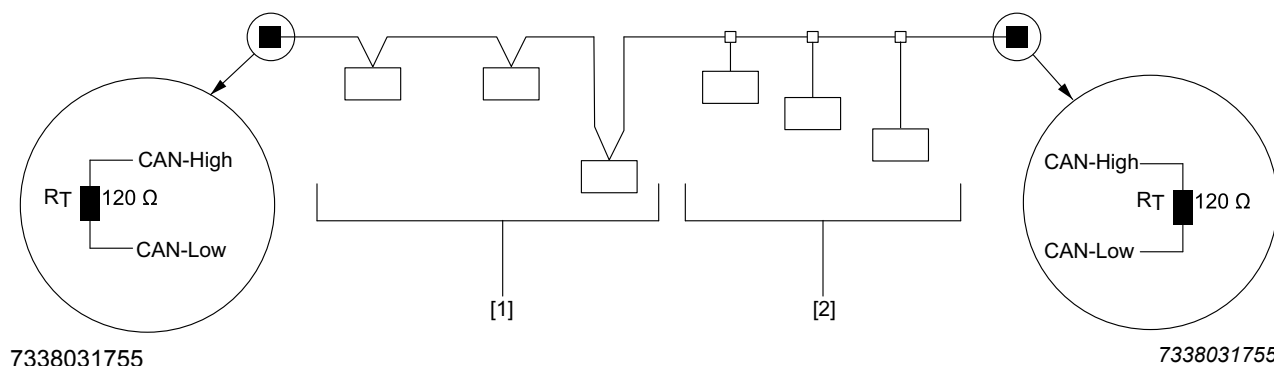 CAN-High
RT 120 Ω
CAN-Low
[1]
[2]
CAN-High
RT 120 Ω
CAN-Low
7338031755
7338031755